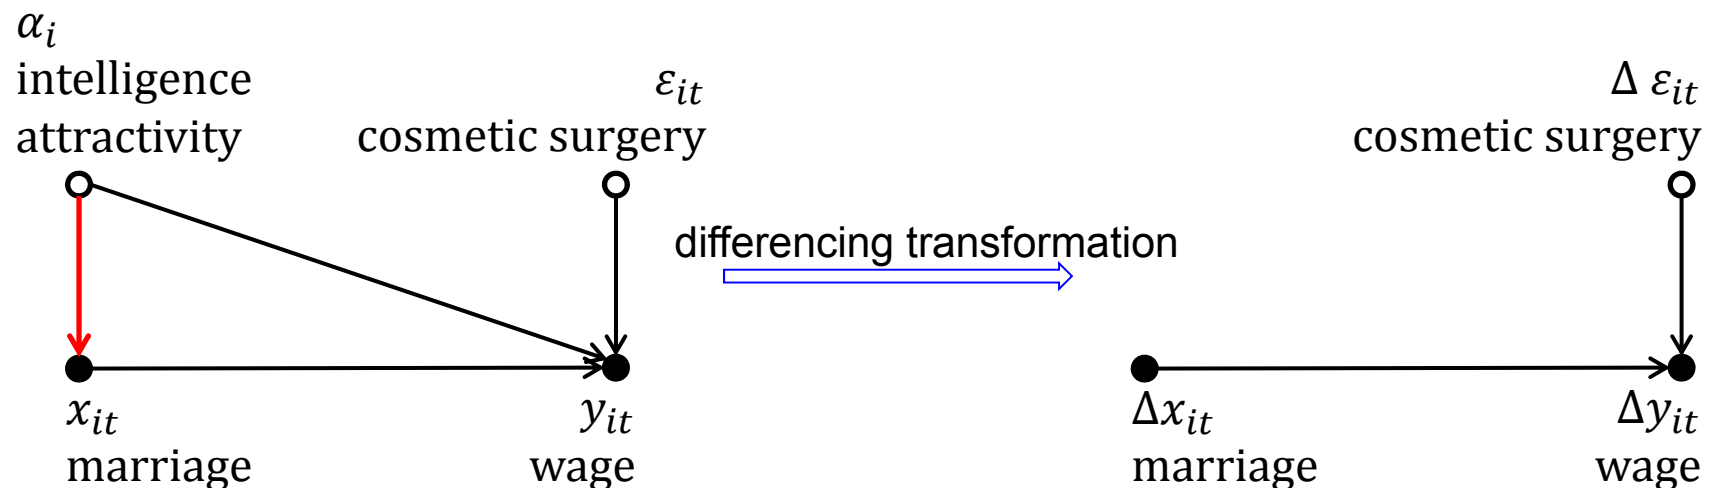 α_i
intelligence
attractivity
ε_it
cosmetic surgery
x_it
marriage
y_it
wage
differencing transformation
Δ ε_it
cosmetic surgery
Δx_it
marriage
Δy_it
wage